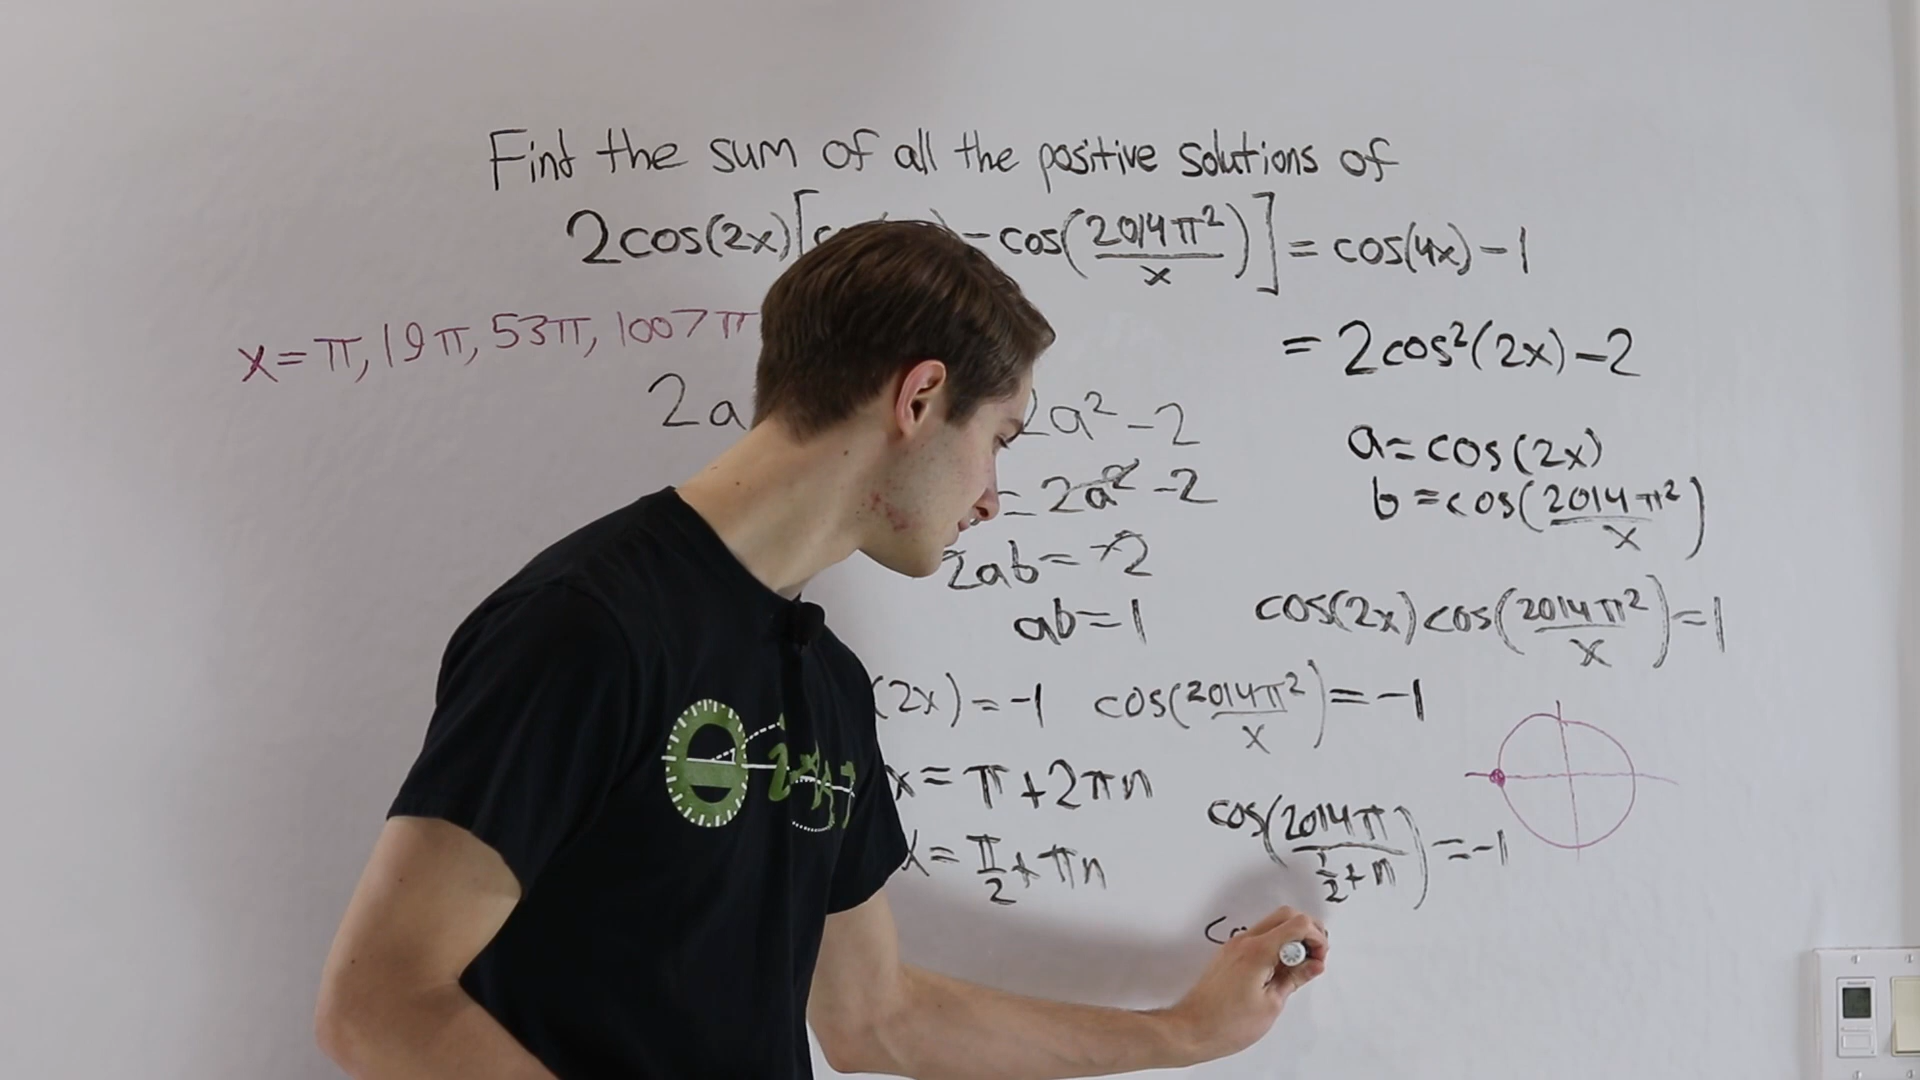 Find the sum of all the positive solutions of
2cos(2x)[ - cos(2014π²/x)] = cos(4x) - 1
= 2cos²(2x) - 2
x = π, 19π, 53π, 1007π
2a 2a² - 2
a = cos(2x)
= 2a² - 2
b = cos(2014π²/x)
2ab = -2
ab = 1
cos(2x) cos(2014π²/x) = 1
(2x) = -1 cos(2014π²/x) = -1
x = π + 2πn
cos(2014π/(1/2 + n)) = -1
x = π/2 + πn